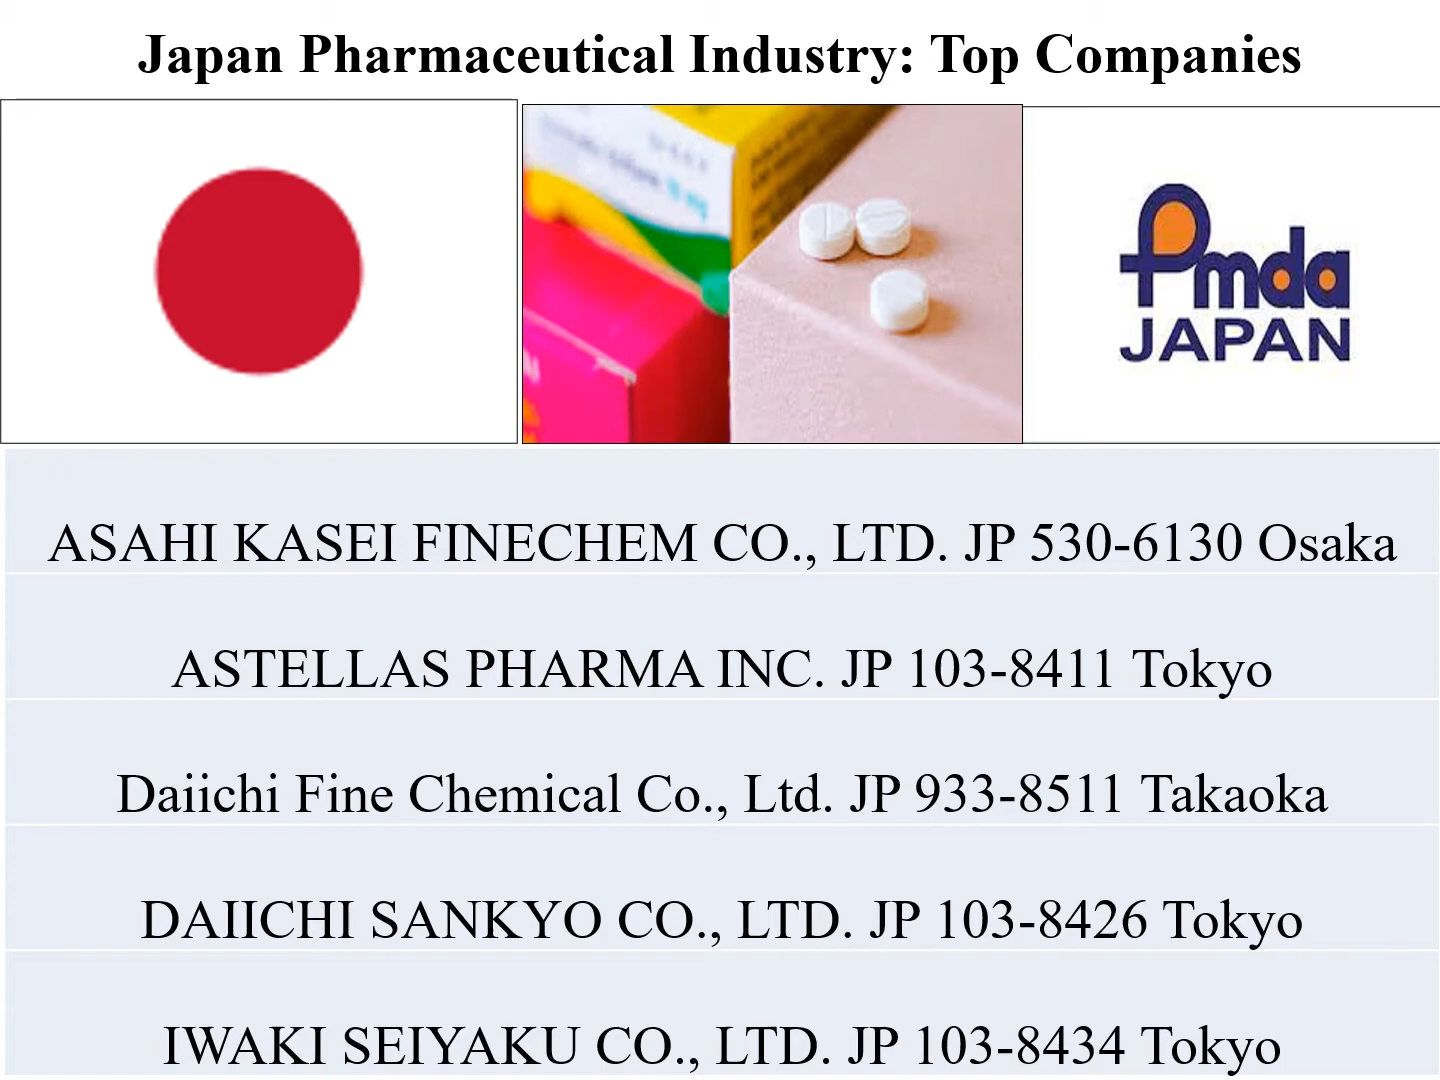 Japan Pharmaceutical Industry: Top Companies
Pmda
JAPAN
ASAHI KASEI FINECHEM CO., LTD. JP 530-6130 Osaka
ASTELLAS PHARMA INC. JP 103-8411 Tokyo
Daiichi Fine Chemical Co., Ltd. JP 933-8511 Takaoka
DAIICHI SANKYO CO., LTD. JP 103-8426 Tokyo
IWAKI SEIYAKU CO., LTD. JP 103-8434 Tokyo